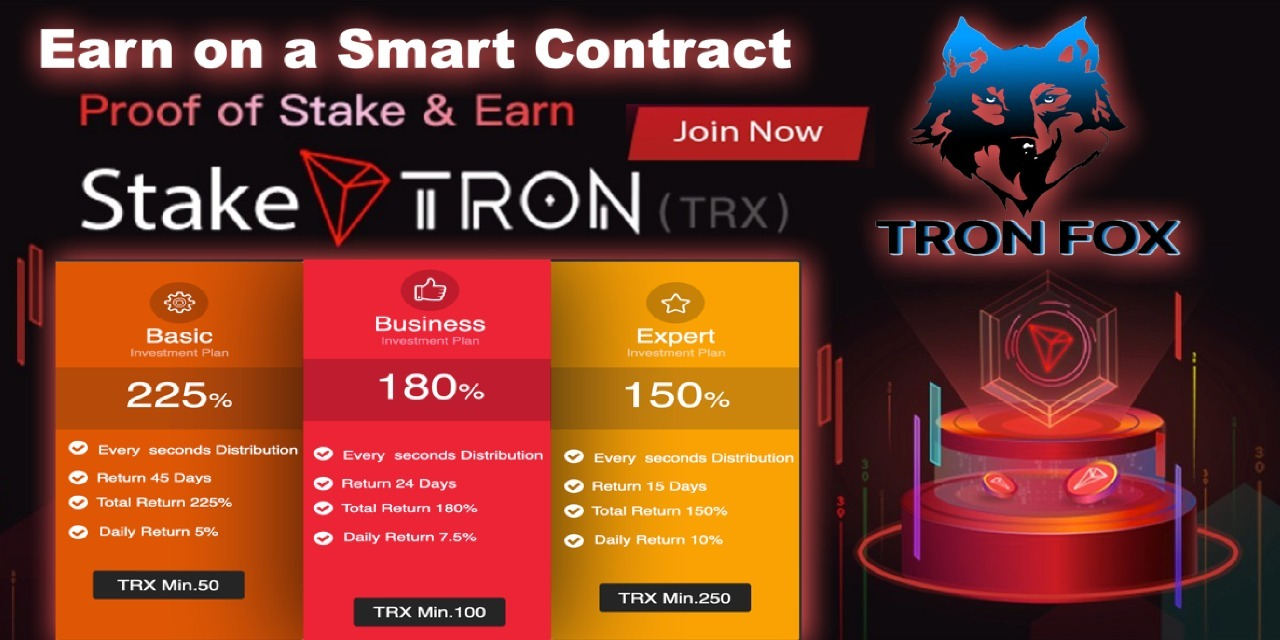 Earn on a Smart Contract
Proof of Stake & Earn
Join Now
Stake TRON (TRX)
TRON FOX
Basic
Investment Plan
225%
Every seconds Distribution
Return 45 Days
Total Return 225%
Daily Return 5%
TRX Min.50
Business
Investment Plan
180%
Every seconds Distribution
Return 24 Days
Total Return 180%
Daily Return 7.5%
TRX Min.100
Expert
Investment Plan
150%
Every seconds Distribution
Return 15 Days
Total Return 150%
Daily Return 10%
TRX Min.250